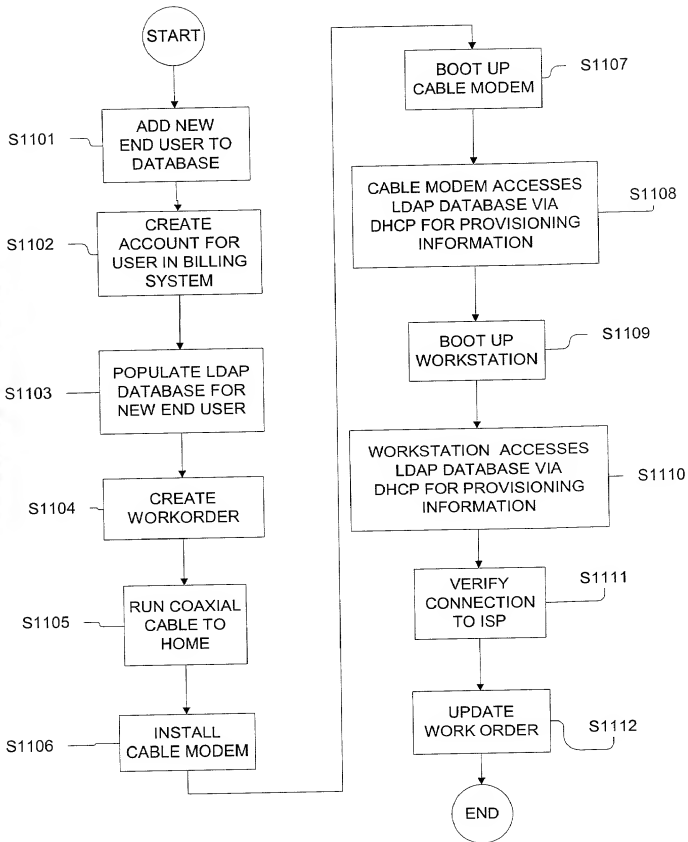 START
S1101
ADD NEW
END USER TO
DATABASE
S1102
CREATE
ACCOUNT FOR
USER IN BILLING
SYSTEM
S1103
POPULATE LDAP
DATABASE FOR
NEW END USER
S1104
CREATE
WORKORDER
S1105
RUN COAXIAL
CABLE TO
HOME
S1106
INSTALL
CABLE MODEM
BOOT UP
CABLE MODEM
S1107
CABLE MODEM ACCESSES
LDAP DATABASE VIA
DHCP FOR PROVISIONING
INFORMATION
S1108
BOOT UP
WORKSTATION
S1109
WORKSTATION ACCESSES
LDAP DATABASE VIA
DHCP FOR PROVISIONING
INFORMATION
S1110
VERIFY
CONNECTION
TO ISP
S1111
UPDATE
WORK ORDER
S1112
END